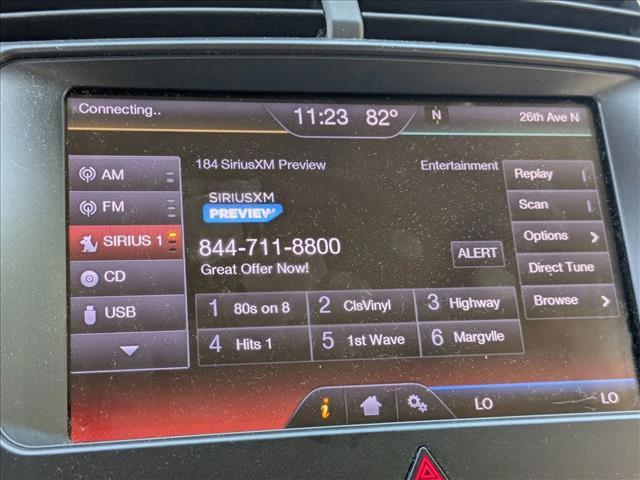 Connecting..
11:23 82° N 26th Ave N
AM
FM
SIRIUS 1
CD
USB
184 SiriusXM Preview Entertainment
SIRIUSXM
PREVIEW
844-711-8800
Great Offer Now!
ALERT
1 80s on 8 2 ClsVinyl 3 Highway
4 Hits 1 5 1st Wave 6 Margvlle
Replay
Scan
Options
Direct Tune
Browse
i LO LO